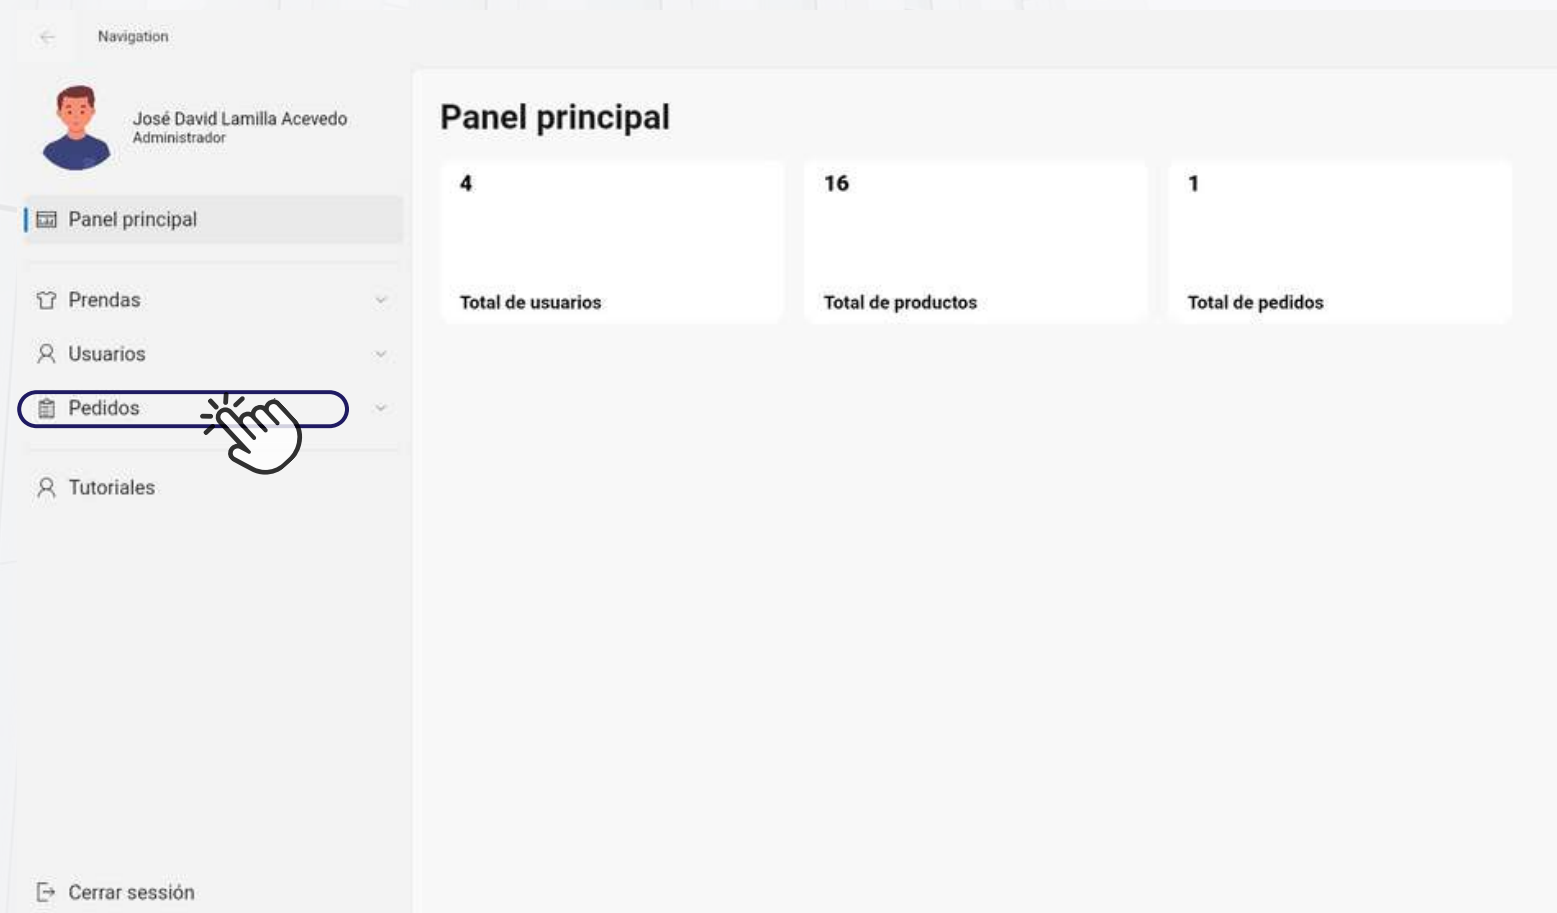 Navigation
José David Lamilla Acevedo
Administrador
Panel principal
Prendas
Usuarios
Pedidos
Tutoriales
Cerrar sessión
Panel principal
4
Total de usuarios
16
Total de productos
1
Total de pedidos